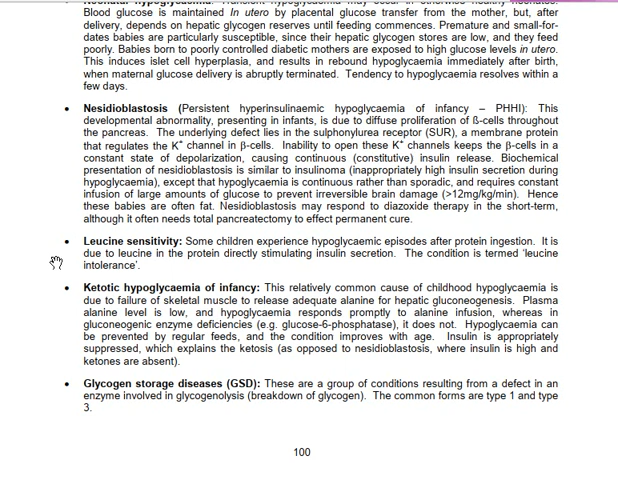 Blood glucose is maintained In utero by placental glucose transfer from the mother, but, after
delivery, depends on hepatic glycogen reserves until feeding commences. Premature and small-for-
dates babies are particularly susceptible, since their hepatic glycogen stores are low, and they feed
poorly. Babies born to poorly controlled diabetic mothers are exposed to high glucose levels in utero.
This induces islet cell hyperplasia, and results in rebound hypoglycaemia immediately after birth,
when maternal glucose delivery is abruptly terminated. Tendency to hypoglycaemia resolves within a
few days.
• Nesidioblastosis (Persistent hyperinsulinaemic hypoglycaemia of infancy – PHHI): This
developmental abnormality, presenting in infants, is due to diffuse proliferation of ß-cells throughout
the pancreas. The underlying defect lies in the sulphonylurea receptor (SUR), a membrane protein
that regulates the K⁺ channel in β-cells. Inability to open these K⁺ channels keeps the β-cells in a
constant state of depolarization, causing continuous (constitutive) insulin release. Biochemical
presentation of nesidioblastosis is similar to insulinoma (inappropriately high insulin secretion during
hypoglycaemia), except that hypoglycaemia is continuous rather than sporadic, and requires constant
infusion of large amounts of glucose to prevent irreversible brain damage (>12mg/kg/min). Hence
these babies are often fat. Nesidioblastosis may respond to diazoxide therapy in the short-term,
although it often needs total pancreatectomy to effect permanent cure.
• Leucine sensitivity: Some children experience hypoglycaemic episodes after protein ingestion. It is
due to leucine in the protein directly stimulating insulin secretion. The condition is termed ‘leucine
intolerance’.
• Ketotic hypoglycaemia of infancy: This relatively common cause of childhood hypoglycaemia is
due to failure of skeletal muscle to release adequate alanine for hepatic gluconeogenesis. Plasma
alanine level is low, and hypoglycaemia responds promptly to alanine infusion, whereas in
gluconeogenic enzyme deficiencies (e.g. glucose-6-phosphatase), it does not. Hypoglycaemia can
be prevented by regular feeds, and the condition improves with age. Insulin is appropriately
suppressed, which explains the ketosis (as opposed to nesidioblastosis, where insulin is high and
ketones are absent).
• Glycogen storage diseases (GSD): These are a group of conditions resulting from a defect in an
enzyme involved in glycogenolysis (breakdown of glycogen). The common forms are type 1 and type
3.
100